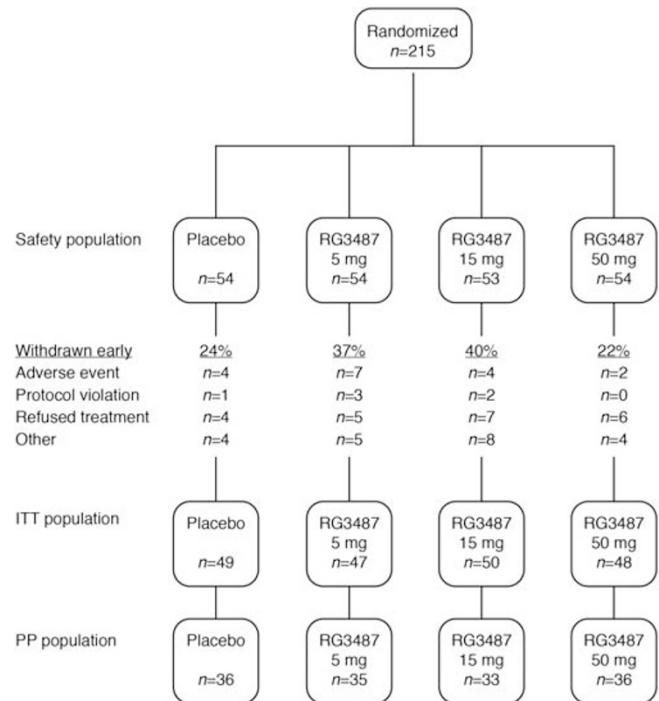 Randomized
n=215
Safety population
Placebo
n=54
RG3487
5 mg
n=54
RG3487
15 mg
n=53
RG3487
50 mg
n=54
Withdrawn early 24% 37% 40% 22%
Adverse event n=4 n=7 n=4 n=2
Protocol violation n=1 n=3 n=2 n=0
Refused treatment n=4 n=5 n=7 n=6
Other n=4 n=5 n=8 n=4
ITT population
Placebo
n=49
RG3487
5 mg
n=47
RG3487
15 mg
n=50
RG3487
50 mg
n=48
PP population
Placebo
n=36
RG3487
5 mg
n=35
RG3487
15 mg
n=33
RG3487
50 mg
n=36